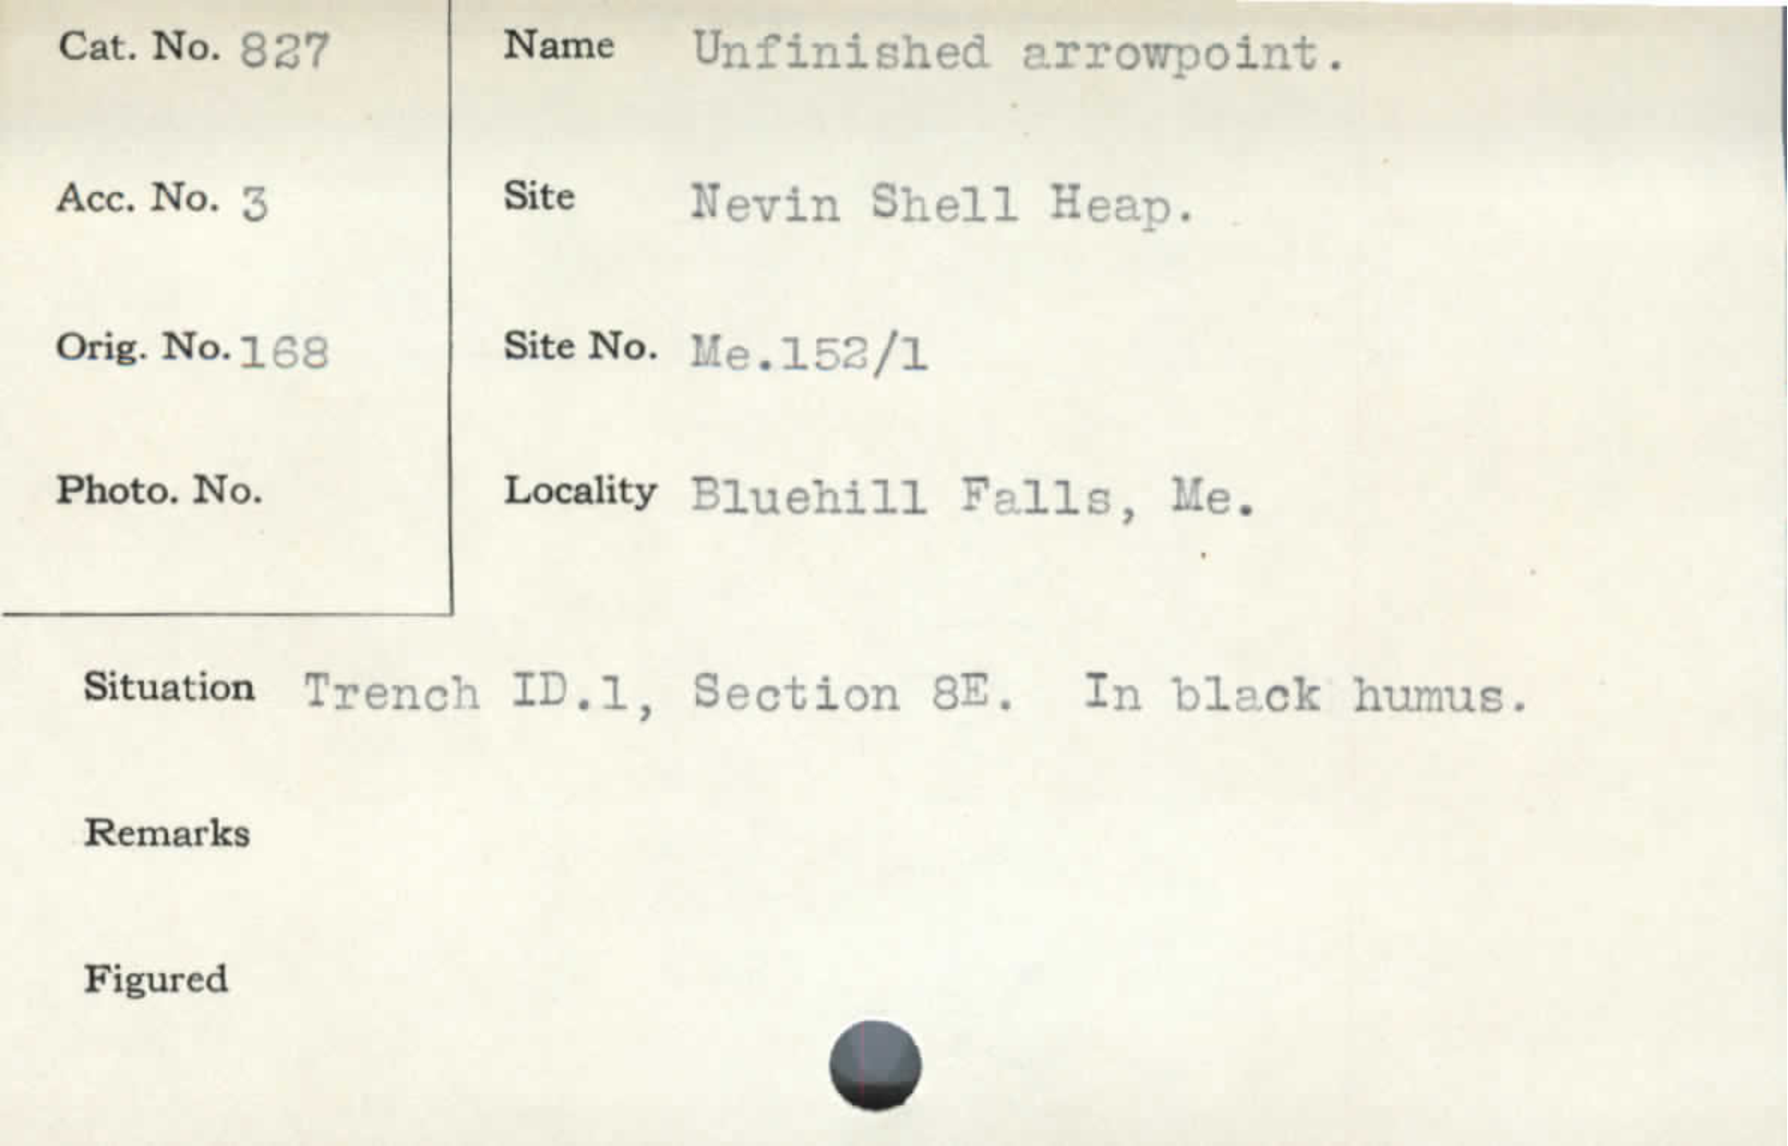 Cat. No. 827
Name Unfinished arrowpoint.
Acc. No. 3
Site Nevin Shell Heap.
Orig. No. 168
Site No. Me.152/1
Photo. No.
Locality Bluehill Falls, Me.
Situation Trench ID.1, Section 8E. In black humus.
Remarks
Figured